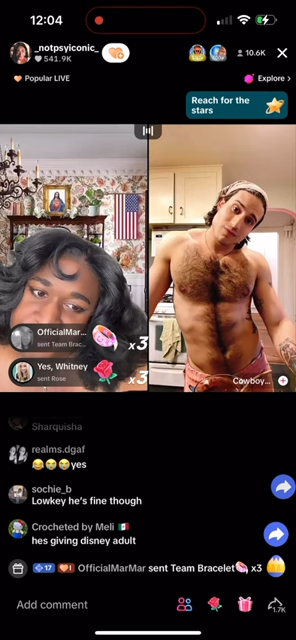 12:04
_notpsyiconic_
541.9K
10.6K
Popular LIVE
Explore >
Reach for the
stars
OfficialMar...
sent Team Brac...
x3
Yes, Whitney
sent Rose
x3
Cowboy...
Sharquisha
realms.dgaf
😂😂😂yes
sochie_b
Lowkey he's fine though
Crocheted by Meli 🇲🇽
hes giving disney adult
17 I OfficialMarMar sent Team Bracelet x3
Add comment
1.7K